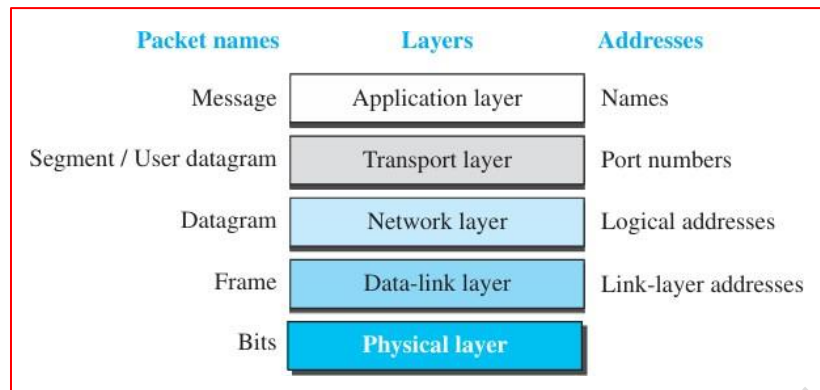 Packet names Layers Addresses
Message Application layer Names
Segment / User datagram Transport layer Port numbers
Datagram Network layer Logical addresses
Frame Data-link layer Link-layer addresses
Bits Physical layer